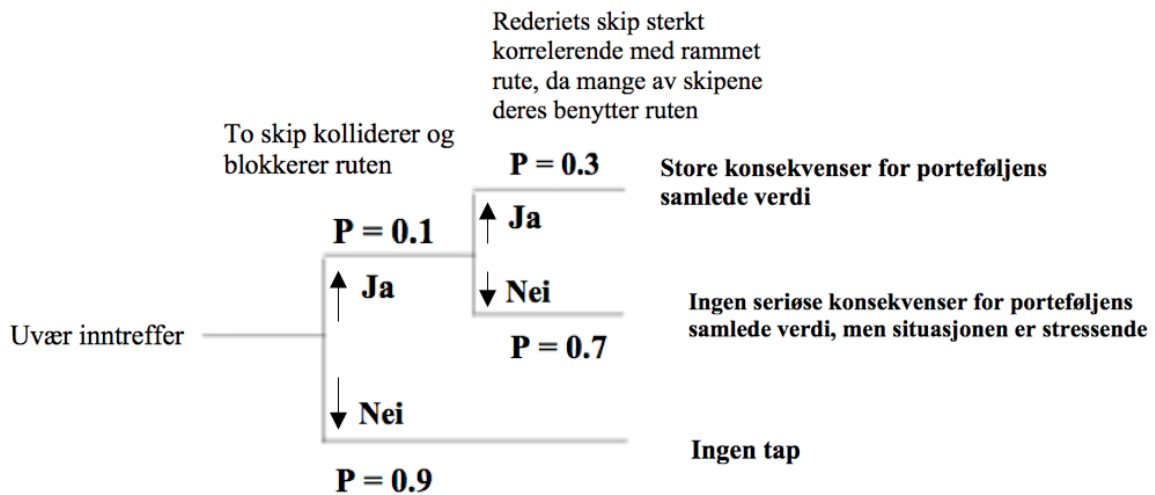 Rederiets skip sterkt
korrelerende med rammet
rute, da mange av skipene
deres benytter ruten
To skip kolliderer og
blokkerer ruten
P = 0.3
Store konsekvenser for porteføljens
samlede verdi
Ja
P = 0.1
Ja
Nei
Ingen seriøse konsekvenser for porteføljens
samlede verdi, men situasjonen er stressende
Uvær inntreffer
P = 0.7
Nei
Ingen tap
P = 0.9